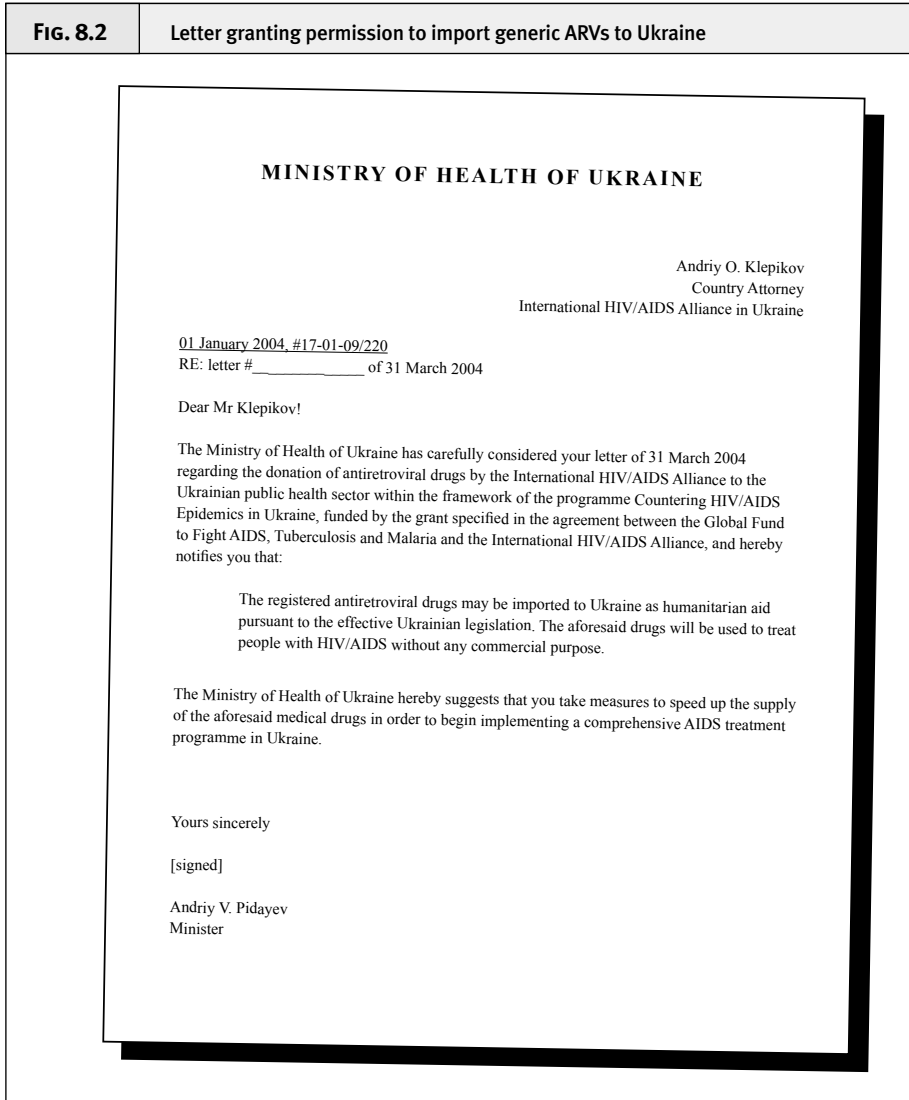 FIG. 8.2
Letter granting permission to import generic ARVs to Ukraine
MINISTRY OF HEALTH OF UKRAINE
Andriy O. Klepikov
Country Attorney
International HIV/AIDS Alliance in Ukraine
01 January 2004, #17-01-09/220
RE: letter #______________ of 31 March 2004
Dear Mr Klepikov!
The Ministry of Health of Ukraine has carefully considered your letter of 31 March 2004
regarding the donation of antiretroviral drugs by the International HIV/AIDS Alliance to the
Ukrainian public health sector within the framework of the programme Countering HIV/AIDS
Epidemics in Ukraine, funded by the grant specified in the agreement between the Global Fund
to Fight AIDS, Tuberculosis and Malaria and the International HIV/AIDS Alliance, and hereby
notifies you that:
The registered antiretroviral drugs may be imported to Ukraine as humanitarian aid
pursuant to the effective Ukrainian legislation. The aforesaid drugs will be used to treat
people with HIV/AIDS without any commercial purpose.
The Ministry of Health of Ukraine hereby suggests that you take measures to speed up the supply
of the aforesaid medical drugs in order to begin implementing a comprehensive AIDS treatment
programme in Ukraine.
Yours sincerely
[signed]
Andriy V. Pidayev
Minister